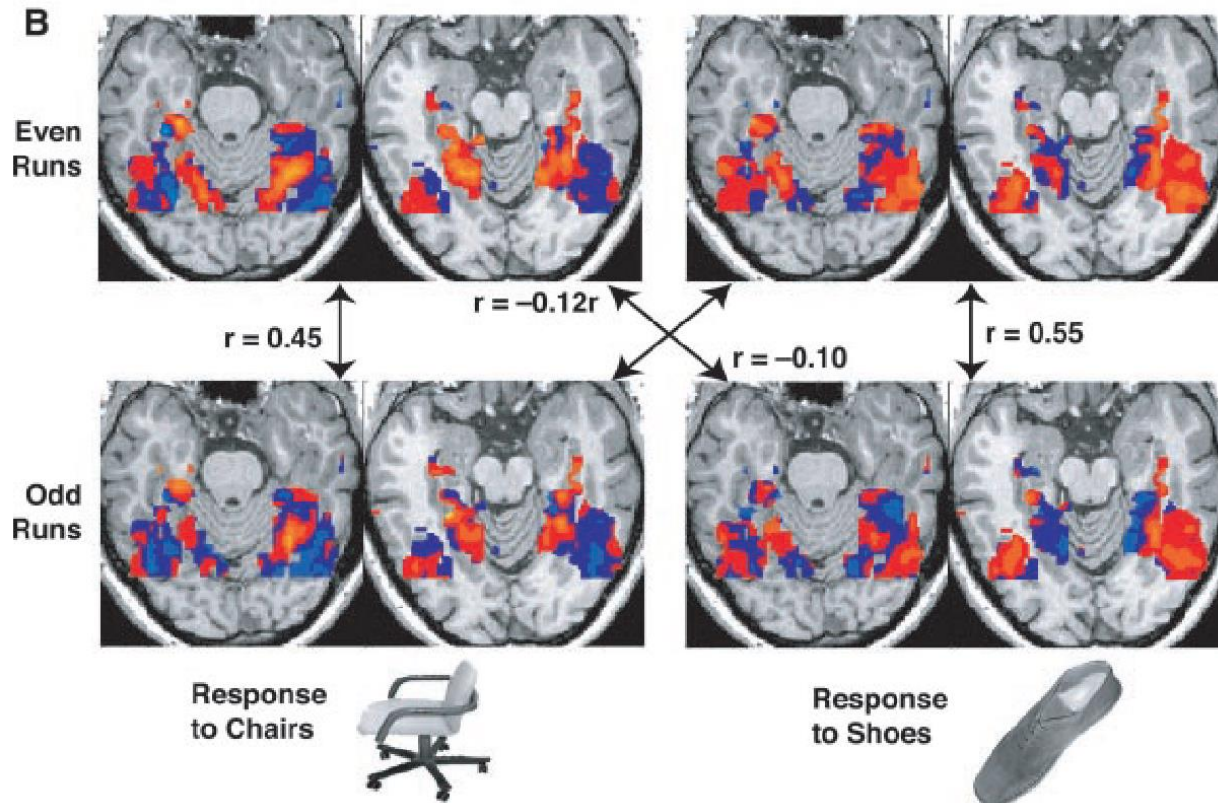 B
Even
Runs
r = –0.12r
r = 0.45
r = –0.10
r = 0.55
Odd
Runs
Response
to Chairs
Response
to Shoes